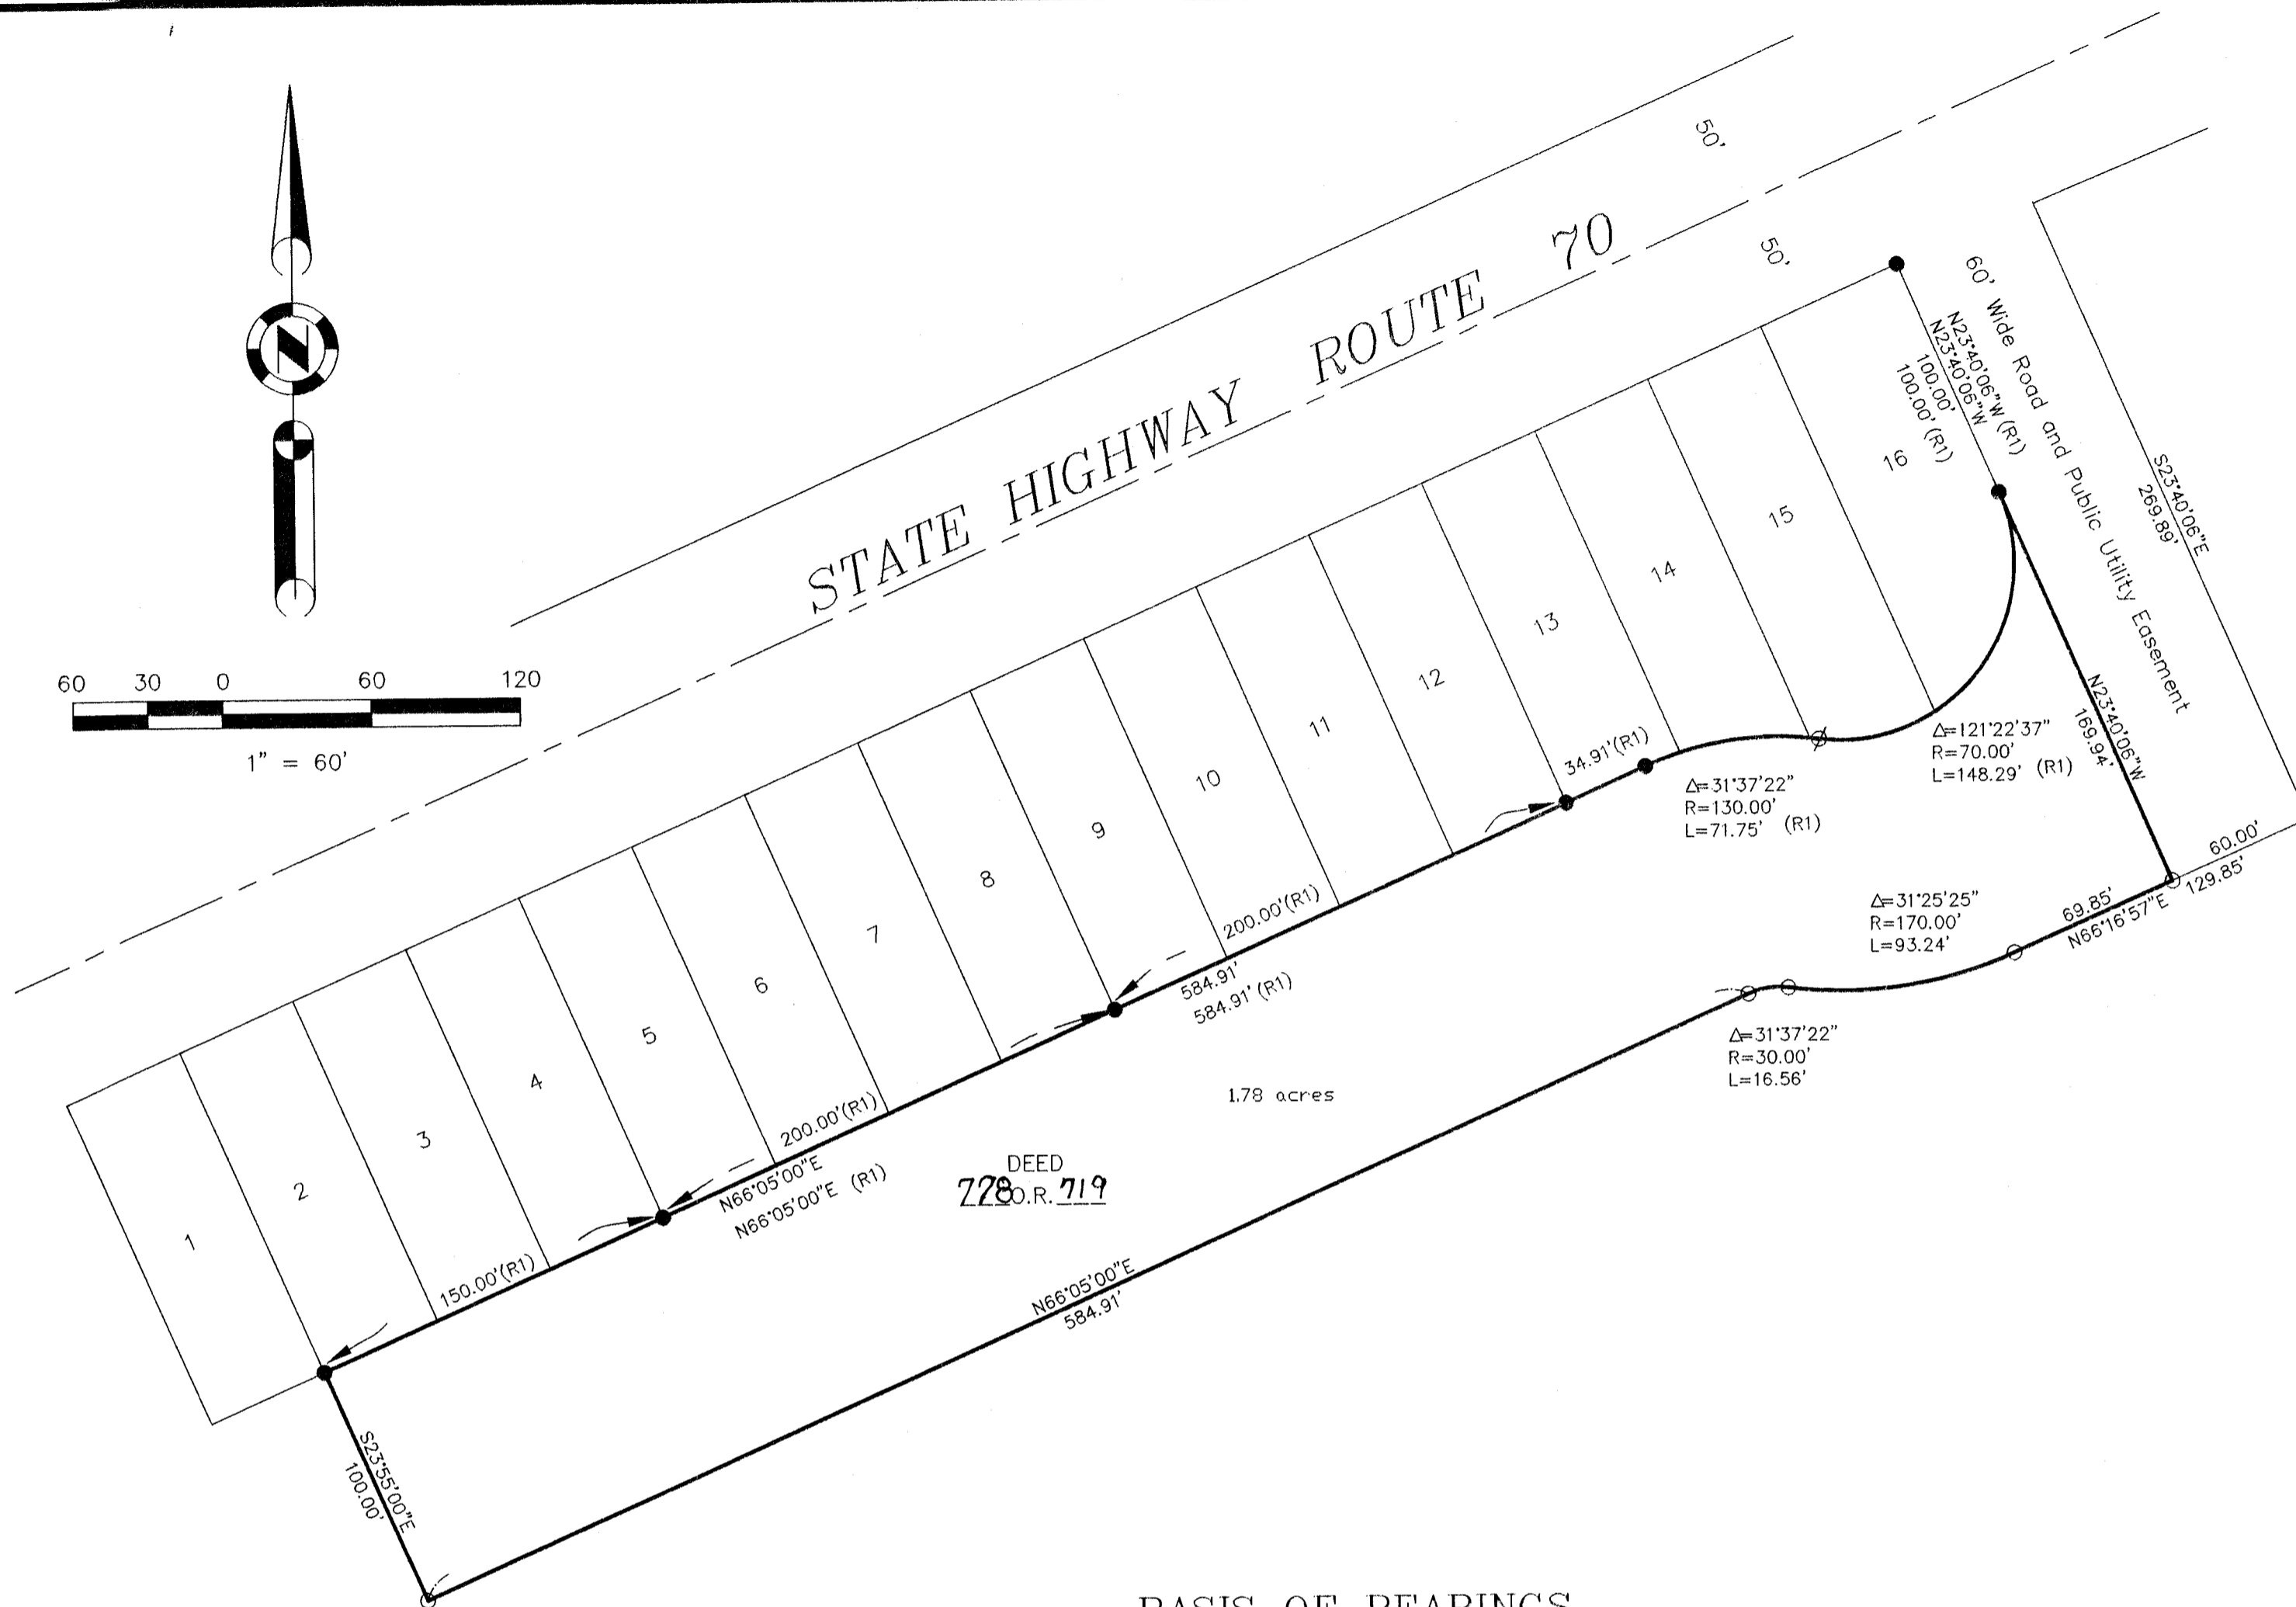 50'
STATE HIGHWAY ROUTE 70
50'
N
60 30 0 60 120
1" = 60'
60' Wide Road and Public Utility Easement
N23°40'06"W (R1)
N23°40'06"W
100.00'
100.00' (R1)
S23°40'06"E
269.89'
1
2
3
4
5
6
7
8
9
10
11
12
13
14
15
16
34.91'(R1)
Δ=31°37'22"
R=130.00'
L=71.75' (R1)
Δ=121°22'37"
R=70.00'
L=148.29' (R1)
N23°40'06"W
169.94'
60.00'
129.85'
69.85'
N66°16'57"E
Δ=31°25'25"
R=170.00'
L=93.24'
Δ=31°37'22"
R=30.00'
L=16.56'
200.00'(R1)
584.91'
584.91' (R1)
200.00'(R1)
N66°05'00"E
N66°05'00"E (R1)
150.00'(R1)
1.78 acres
DEED
778 O.R. 719
N66°05'00"E
584.91'
S23°55'00"E
100.00'
BASIS OF BEARINGS